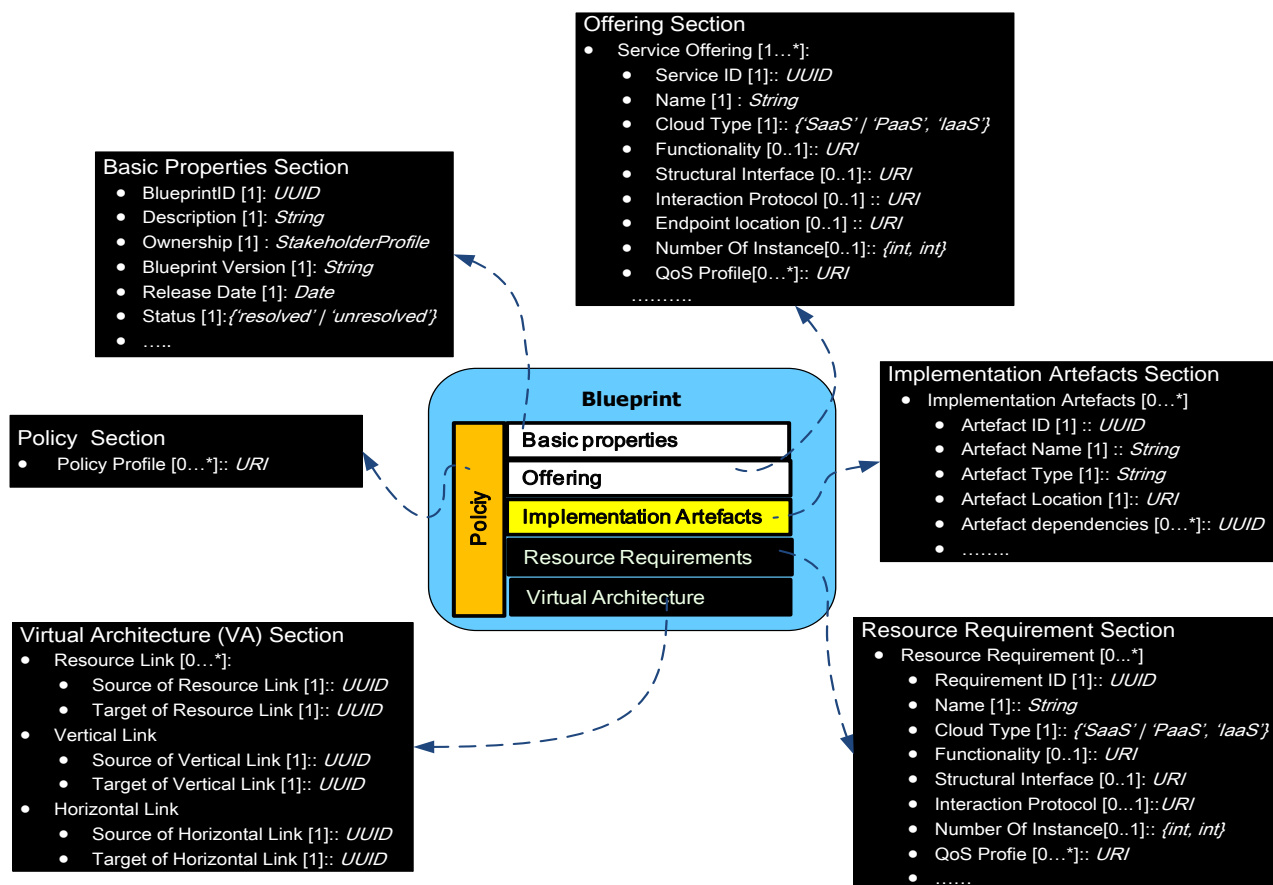 Offering Section
● Service Offering [1…*]:
● Service ID [1]:: UUID
● Name [1] : String
● Cloud Type [1]:: {‘SaaS’ | ‘PaaS’, ‘IaaS’}
● Functionality [0..1]:: URI
● Structural Interface [0..1]:: URI
● Interaction Protocol [0..1] :: URI
● Endpoint location [0..1] :: URI
● Number Of Instance[0..1]:: {int, int}
● QoS Profile[0…*]:: URI
……….
Basic Properties Section
● BlueprintID [1]: UUID
● Description [1]: String
● Ownership [1] : StakeholderProfile
● Blueprint Version [1]: String
● Release Date [1]: Date
● Status [1]:{‘resolved’ | ‘unresolved’}
● …..
Implementation Artefacts Section
● Implementation Artefacts [0…*]
● Artefact ID [1] :: UUID
● Artefact Name [1] :: String
● Artefact Type [1]:: String
● Artefact Location [1]:: URI
● Artefact dependencies [0…*]:: UUID
● ……..
Policy Section
● Policy Profile [0…*]:: URI
Blueprint
Polciy
Basic properties
Offering
Implementation Artefacts
Resource Requirements
Virtual Architecture
Virtual Architecture (VA) Section
● Resource Link [0…*]:
● Source of Resource Link [1]:: UUID
● Target of Resource Link [1]:: UUID
● Vertical Link
● Source of Vertical Link [1]:: UUID
● Target of Vertical Link [1]:: UUID
● Horizontal Link
● Source of Horizontal Link [1]:: UUID
● Target of Horizontal Link [1]:: UUID
Resource Requirement Section
● Resource Requirement [0...*]
● Requirement ID [1]:: UUID
● Name [1]:: String
● Cloud Type [1]:: {‘SaaS’ | ‘PaaS’, ‘IaaS’}
● Functionality [0..1]:: URI
● Structural Interface [0..1]: URI
● Interaction Protocol [0...1]::URI
● Number Of Instance[0..1]:: {int, int}
● QoS Profie [0…*]:: URI
● ……